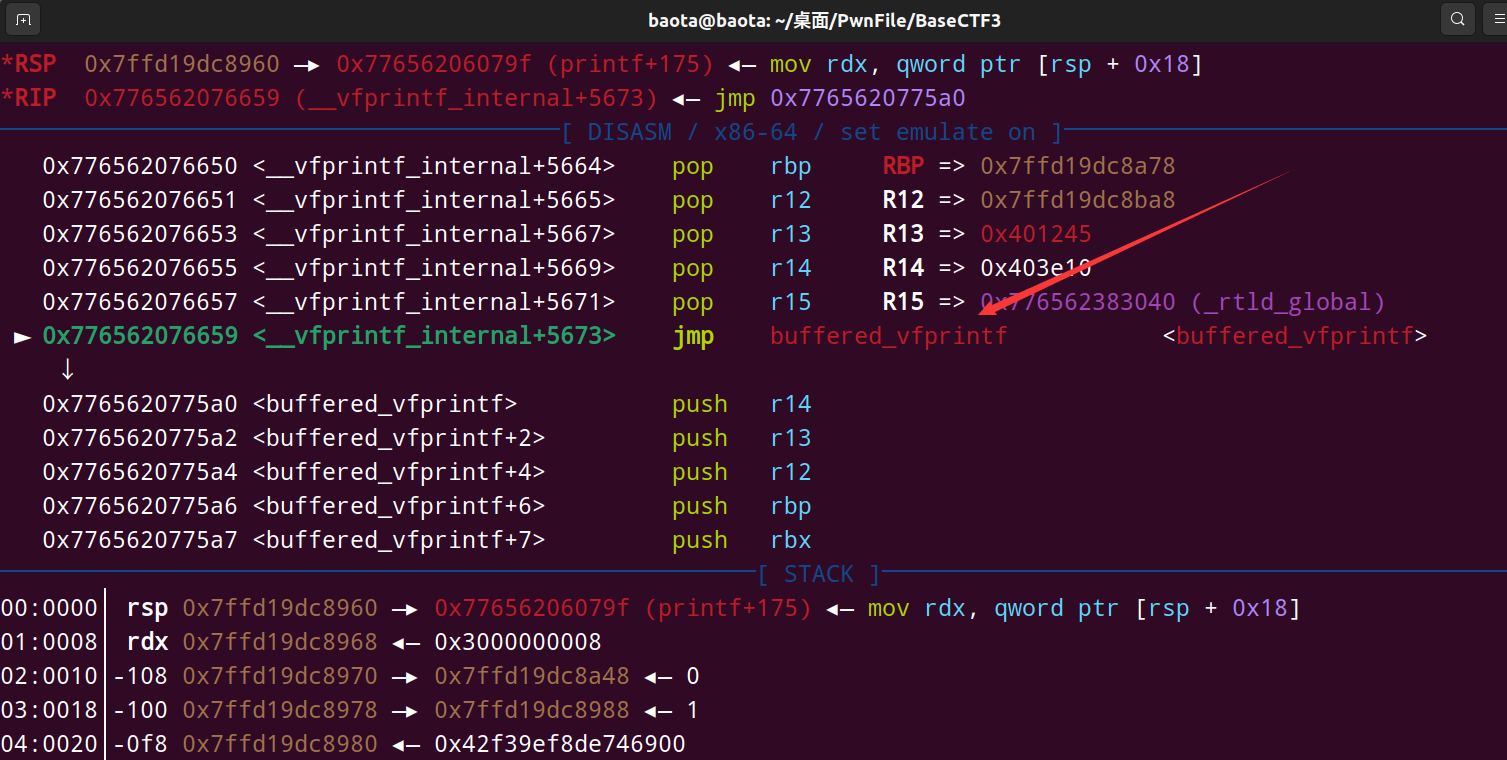 baota@baota: ~/桌面/PwnFile/BaseCTF3
*RSP 0x7ffd19dc8960 —▸ 0x77656206079f (printf+175) ◂— mov rdx, qword ptr [rsp + 0x18]
*RIP 0x776562076659 (__vfprintf_internal+5673) ◂— jmp 0x7765620775a0
[ DISASM / x86-64 / set emulate on ]
0x776562076650 <__vfprintf_internal+5664> pop rbp RBP => 0x7ffd19dc8a78
0x776562076651 <__vfprintf_internal+5665> pop r12 R12 => 0x7ffd19dc8ba8
0x776562076653 <__vfprintf_internal+5667> pop r13 R13 => 0x401245
0x776562076655 <__vfprintf_internal+5669> pop r14 R14 => 0x403e10
0x776562076657 <__vfprintf_internal+5671> pop r15 R15 => 0x776562383040 (_rtld_global)
► 0x776562076659 <__vfprintf_internal+5673> jmp buffered_vfprintf <buffered_vfprintf>
↓
0x7765620775a0 <buffered_vfprintf> push r14
0x7765620775a2 <buffered_vfprintf+2> push r13
0x7765620775a4 <buffered_vfprintf+4> push r12
0x7765620775a6 <buffered_vfprintf+6> push rbp
0x7765620775a7 <buffered_vfprintf+7> push rbx
[ STACK ]
00:0000│ rsp 0x7ffd19dc8960 —▸ 0x77656206079f (printf+175) ◂— mov rdx, qword ptr [rsp + 0x18]
01:0008│ rdx 0x7ffd19dc8968 ◂— 0x3000000008
02:0010│-108 0x7ffd19dc8970 —▸ 0x7ffd19dc8a48 ◂— 0
03:0018│-100 0x7ffd19dc8978 —▸ 0x7ffd19dc8988 ◂— 1
04:0020│-0f8 0x7ffd19dc8980 ◂— 0x42f39ef8de746900